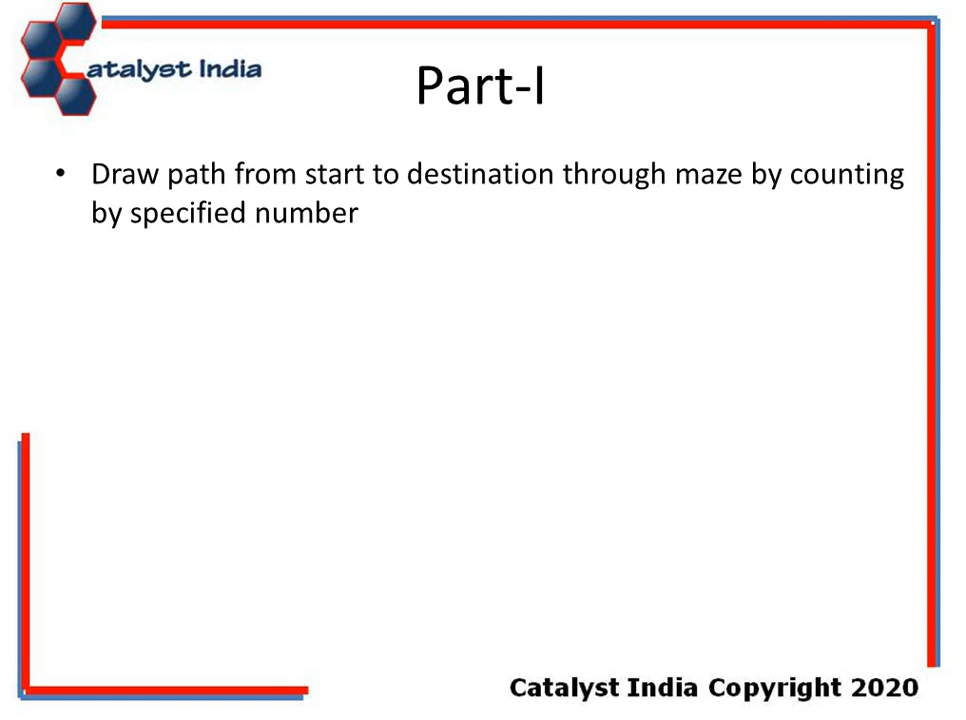 atalyst India
Part-I
• Draw path from start to destination through maze by counting
by specified number
Catalyst India Copyright 2020